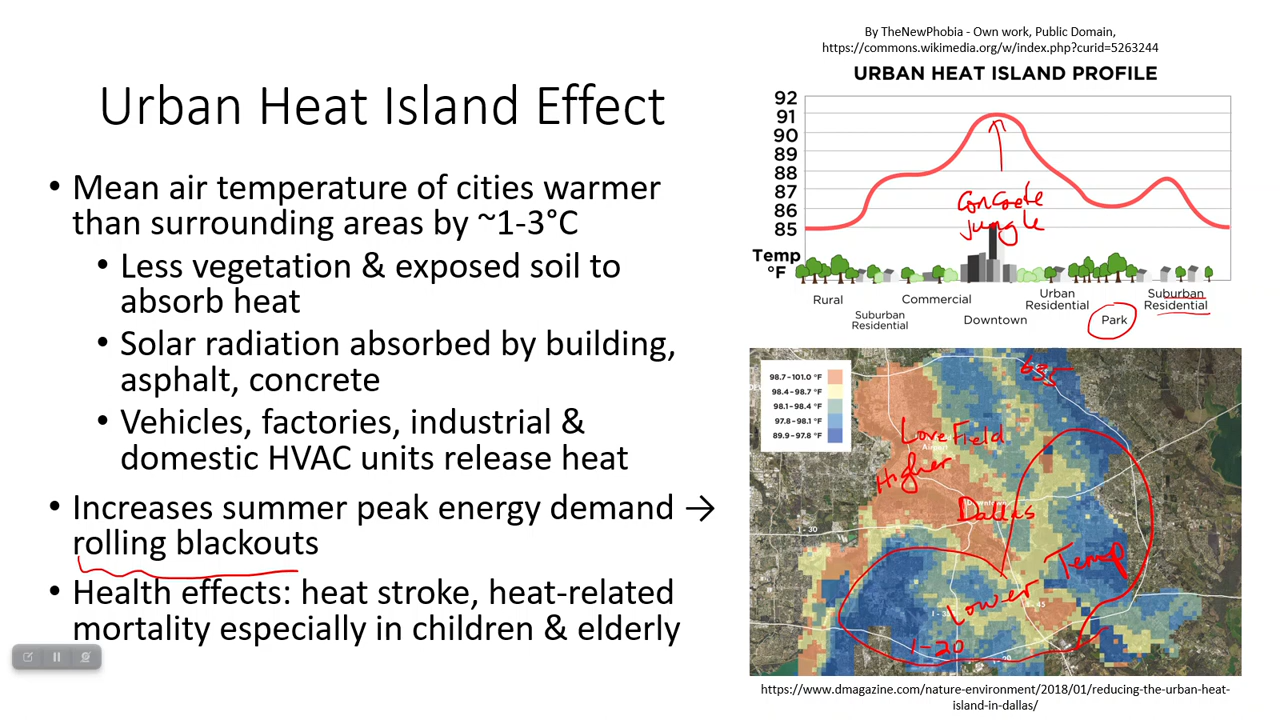 By TheNewPhobia - Own work, Public Domain,
https://commons.wikimedia.org/w/index.php?curid=5263244
Urban Heat Island Effect
• Mean air temperature of cities warmer
than surrounding areas by ~1-3°C
• Less vegetation & exposed soil to
absorb heat
• Solar radiation absorbed by building,
asphalt, concrete
• Vehicles, factories, industrial &
domestic HVAC units release heat
• Increases summer peak energy demand →
rolling blackouts
• Health effects: heat stroke, heat-related
mortality especially in children & elderly
URBAN HEAT ISLAND PROFILE
92
91
90
89
88
87
86
85
Temp
°F
Concrete
jungle
Rural
Suburban
Residential
Commercial
Downtown
Urban
Residential
Park
Suburban
Residential
98.7–101.0 °F
98.4–98.7 °F
98.1–98.4 °F
97.8–98.1 °F
89.9–97.8 °F
635
Love Field
Higher
Dallas
I - 30
Temp
Lower
I-20
https://www.dmagazine.com/nature-environment/2018/01/reducing-the-urban-heat-
island-in-dallas/